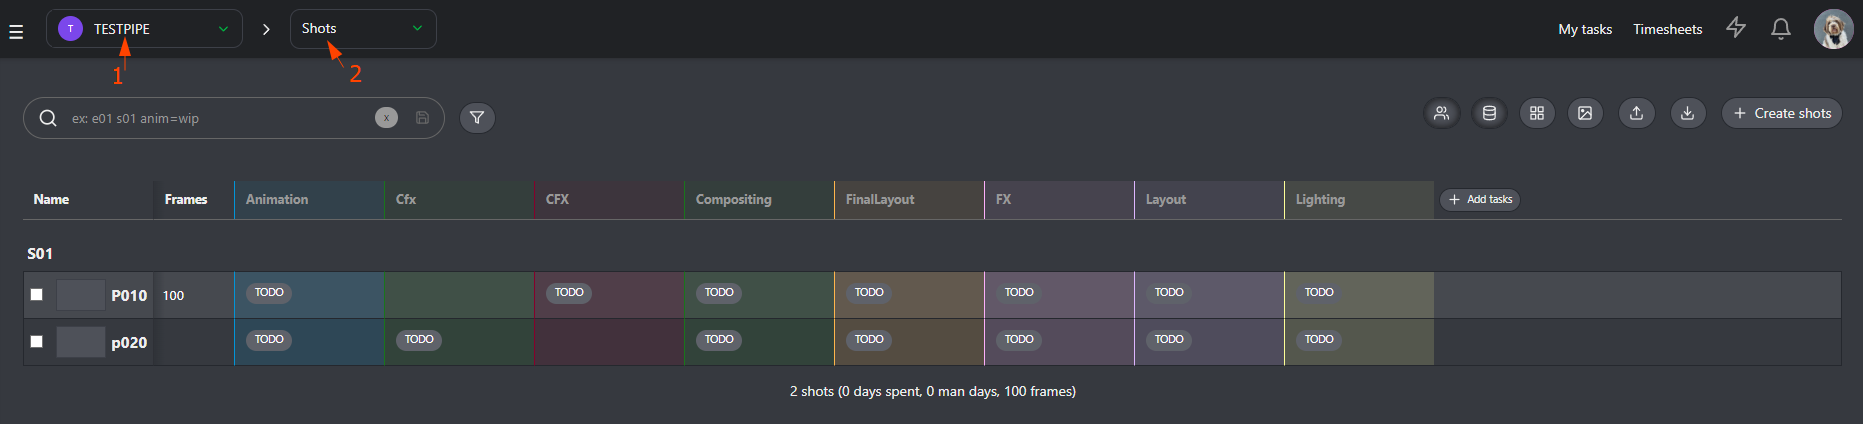 T TESTPIPE Shots My tasks Timesheets
1 2
ex: e01 s01 anim=wip x Create shots
Name Frames Animation Cfx CFX Compositing FinalLayout FX Layout Lighting Add tasks
S01
P010 100 TODO TODO TODO TODO TODO TODO TODO
p020 TODO TODO TODO TODO TODO TODO TODO
2 shots (0 days spent, 0 man days, 100 frames)